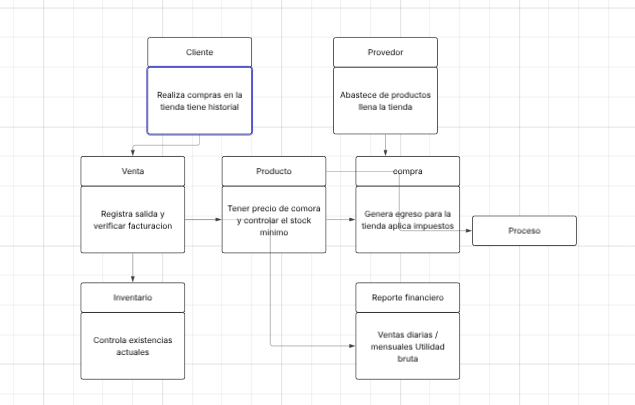 Cliente
Provedor
Realiza compras en la
tienda tiene historial
Abastece de productos
llena la tienda
Venta
Producto
compra
Registra salida y
verificar facturacion
Tener precio de comora
y controlar el stock
minimo
Genera egreso para la
tienda aplica impuestos
Proceso
Inventario
Reporte financiero
Controla existencias
actuales
Ventas diarias /
mensuales Utilidad
bruta